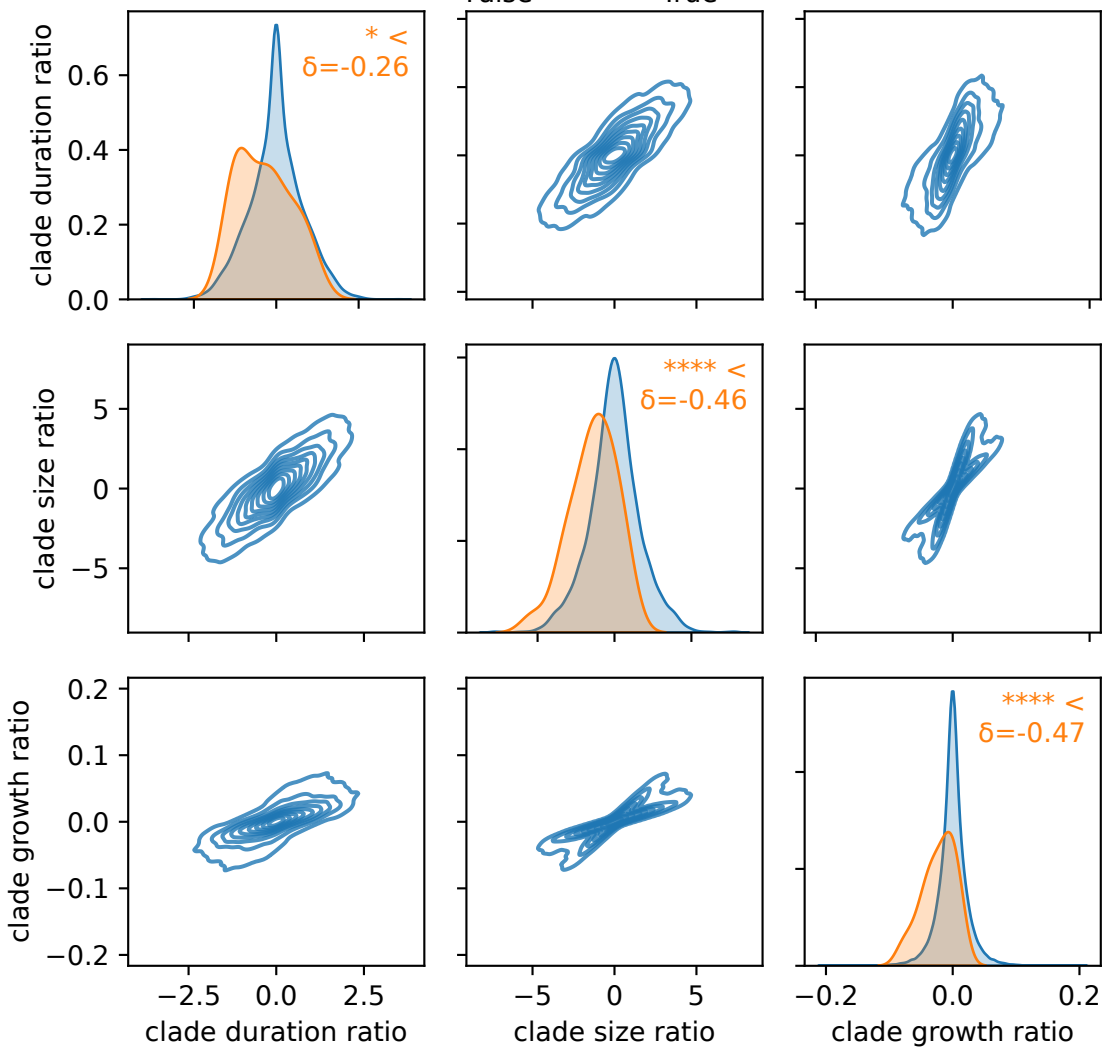 clade duration ratio
0.6
0.4
0.2
0.0
* <
δ=-0.26
clade size ratio
5
0
−5
**** <
δ=-0.46
clade growth ratio
0.2
0.1
0.0
−0.1
−0.2
**** <
δ=-0.47
−2.5 0.0 2.5
−5 0 5
−0.2 0.0 0.2
clade duration ratio
clade size ratio
clade growth ratio